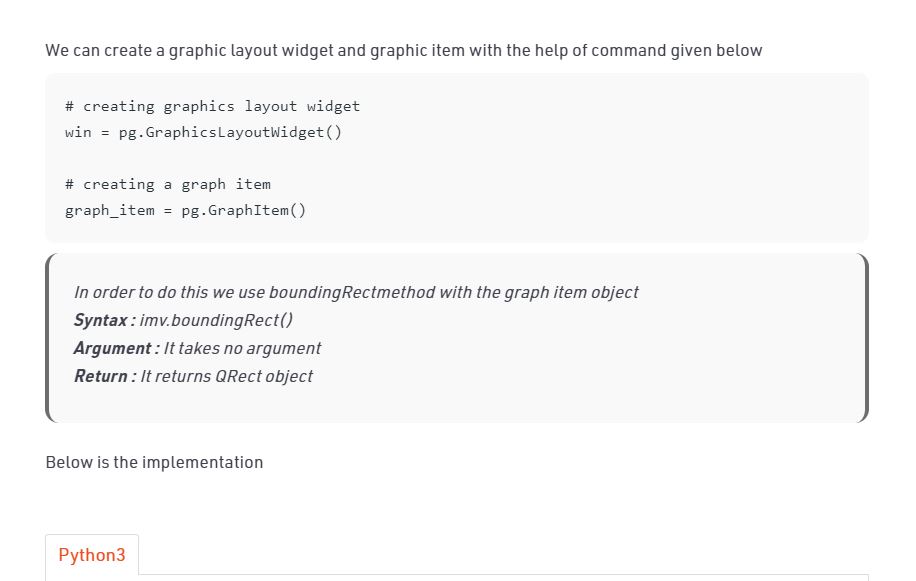 We can create a graphic layout widget and graphic item with the help of command given below
# creating graphics layout widget
win = pg.GraphicsLayoutWidget()
# creating a graph item
graph_item = pg.GraphItem()
In order to do this we use boundingRectmethod with the graph item object
Syntax : imv.boundingRect()
Argument : It takes no argument
Return : It returns QRect object
Below is the implementation
Python3